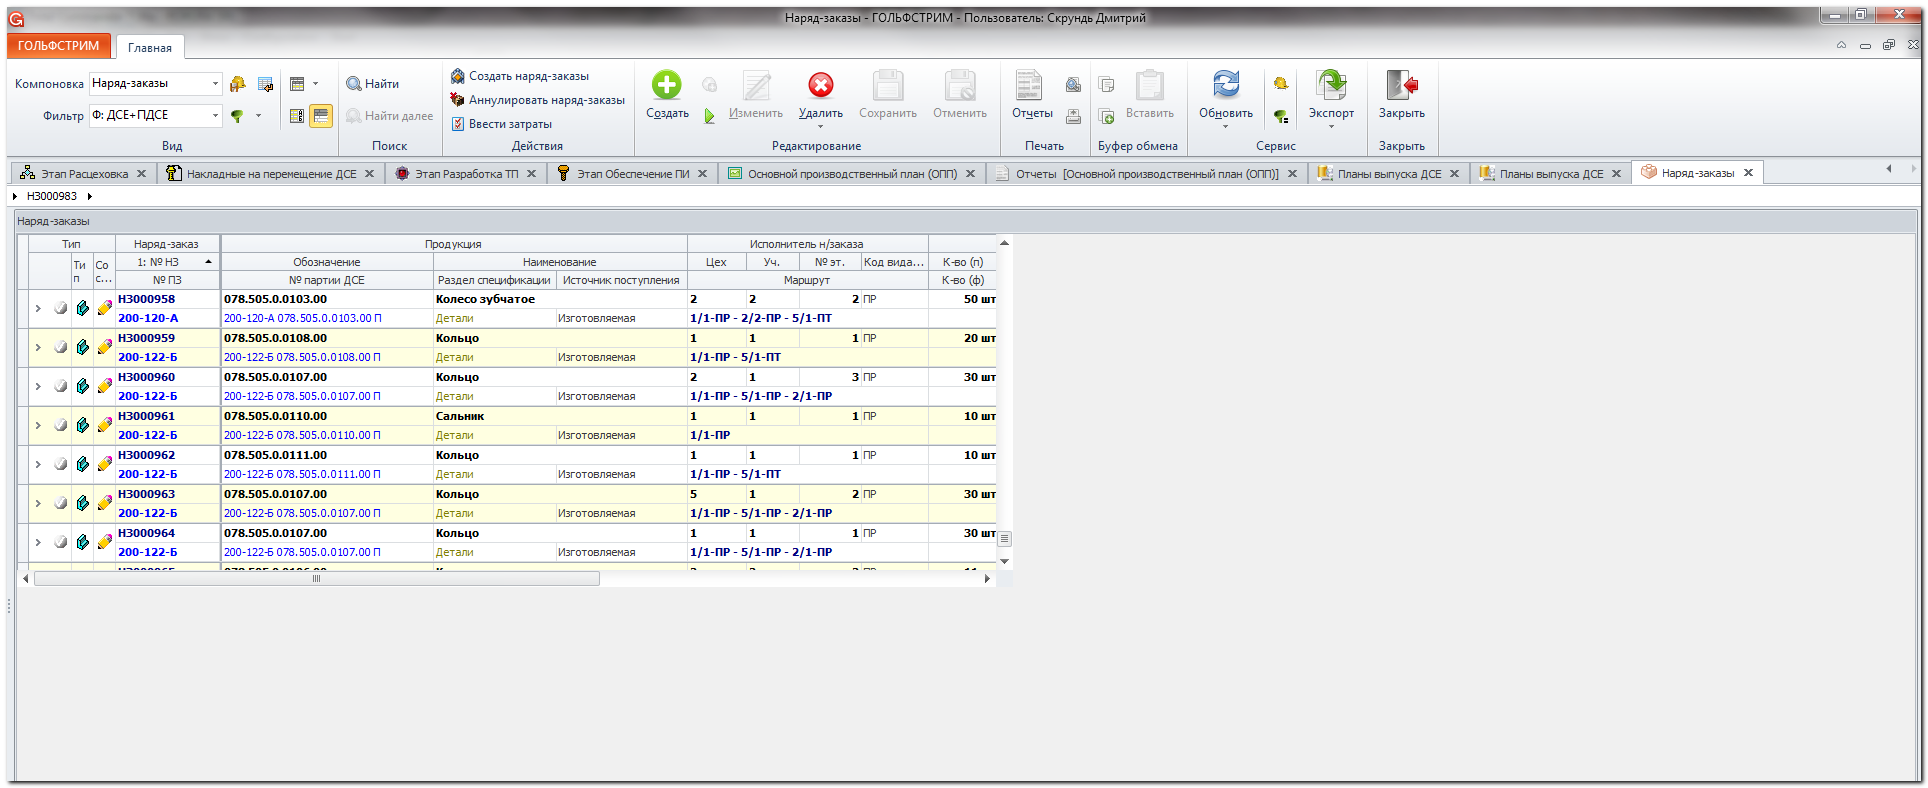 Наряд-заказы - ГОЛЬФСТРИМ - Пользователь: Скрундь Дмитрий
ГОЛЬФСТРИМ Главная
Компоновка Наряд-заказы
Фильтр Ф: ДСЕ+ПДСЕ
Вид
Найти
Найти далее
Поиск
Создать наряд-заказы
Аннулировать наряд-заказы
Ввести затраты
Действия
Создать Изменить Удалить Сохранить Отменить
Редактирование
Отчеты
Печать
Вставить
Буфер обмена
Обновить Экспорт
Сервис
Закрыть
Закрыть
Этап Расцеховка Накладные на перемещение ДСЕ Этап Разработка ТП Этап Обеспечение ПИ Основной производственный план (ОПП) Отчеты [Основной производственный план (ОПП)] Планы выпуска ДСЕ Планы выпуска ДСЕ Наряд-заказы
НЗ000983
Наряд-заказы
Тип Наряд-заказ Продукция Исполнитель н/заказа
Ти п Со с... 1: № НЗ Обозначение Наименование Цех Уч. № эт. Код вида... К-во (п)
№ ПЗ № партии ДСЕ Раздел спецификации Источник поступления Маршрут К-во (ф)
НЗ000958 078.505.0.0103.00 Колесо зубчатое 2 2 2 ПР 50 шт
200-120-А 200-120-А 078.505.0.0103.00 П Детали Изготовляемая 1/1-ПР - 2/2-ПР - 5/1-ПТ
НЗ000959 078.505.0.0108.00 Кольцо 1 1 1 ПР 20 шт
200-122-Б 200-122-Б 078.505.0.0108.00 П Детали Изготовляемая 1/1-ПР - 5/1-ПТ
НЗ000960 078.505.0.0107.00 Кольцо 2 1 3 ПР 30 шт
200-122-Б 200-122-Б 078.505.0.0107.00 П Детали Изготовляемая 1/1-ПР - 5/1-ПР - 2/1-ПР
НЗ000961 078.505.0.0110.00 Сальник 1 1 1 ПР 10 шт
200-122-Б 200-122-Б 078.505.0.0110.00 П Детали Изготовляемая 1/1-ПР
НЗ000962 078.505.0.0111.00 Кольцо 1 1 1 ПР 10 шт
200-122-Б 200-122-Б 078.505.0.0111.00 П Детали Изготовляемая 1/1-ПР - 5/1-ПТ
НЗ000963 078.505.0.0107.00 Кольцо 5 1 2 ПР 30 шт
200-122-Б 200-122-Б 078.505.0.0107.00 П Детали Изготовляемая 1/1-ПР - 5/1-ПР - 2/1-ПР
НЗ000964 078.505.0.0107.00 Кольцо 1 1 1 ПР 30 шт
200-122-Б 200-122-Б 078.505.0.0107.00 П Детали Изготовляемая 1/1-ПР - 5/1-ПР - 2/1-ПР